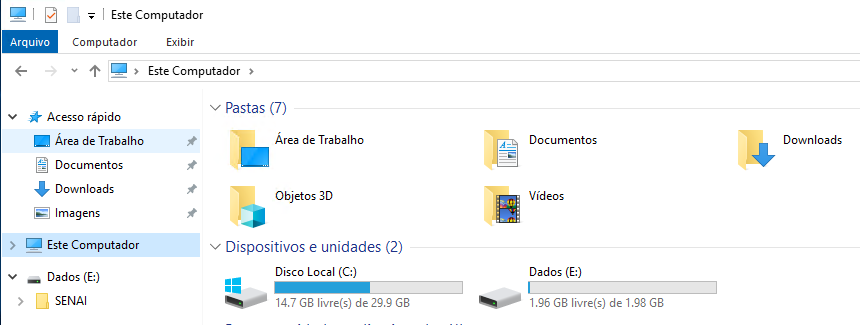 Este Computador
Arquivo Computador Exibir
Este Computador
Acesso rápido
Área de Trabalho
Documentos
Downloads
Imagens
Este Computador
Dados (E:)
SENAI
Pastas (7)
Área de Trabalho Documentos Downloads
Objetos 3D Vídeos
Dispositivos e unidades (2)
Disco Local (C:) Dados (E:)
14.7 GB livre(s) de 29.9 GB 1.96 GB livre(s) de 1.98 GB